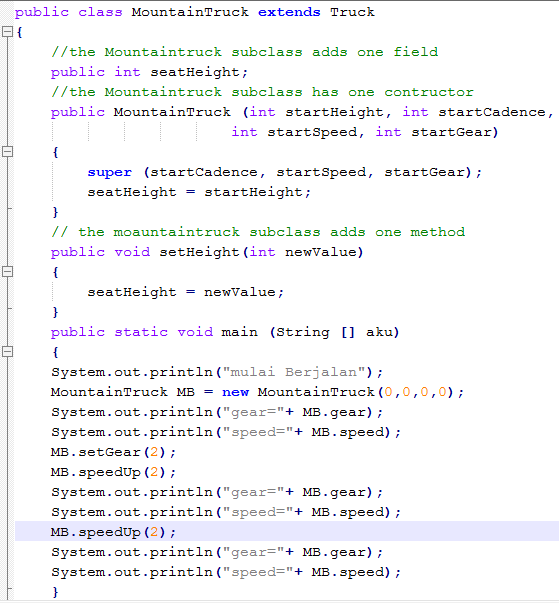 public class MountainTruck extends Truck
{
//the Mountaintruck subclass adds one field
public int seatHeight;
//the Mountaintruck subclass has one contructor
public MountainTruck (int startHeight, int startCadence,
int startSpeed, int startGear)
{
super (startCadence, startSpeed, startGear);
seatHeight = startHeight;
}
// the moauntaintruck subclass adds one method
public void setHeight(int newValue)
{
seatHeight = newValue;
}
public static void main (String [] aku)
{
System.out.println("mulai Berjalan");
MountainTruck MB = new MountainTruck(0,0,0,0);
System.out.println("gear="+ MB.gear);
System.out.println("speed="+ MB.speed);
MB.setGear(2);
MB.speedUp(2);
System.out.println("gear="+ MB.gear);
System.out.println("speed="+ MB.speed);
MB.speedUp(2);
System.out.println("gear="+ MB.gear);
System.out.println("speed="+ MB.speed);
}